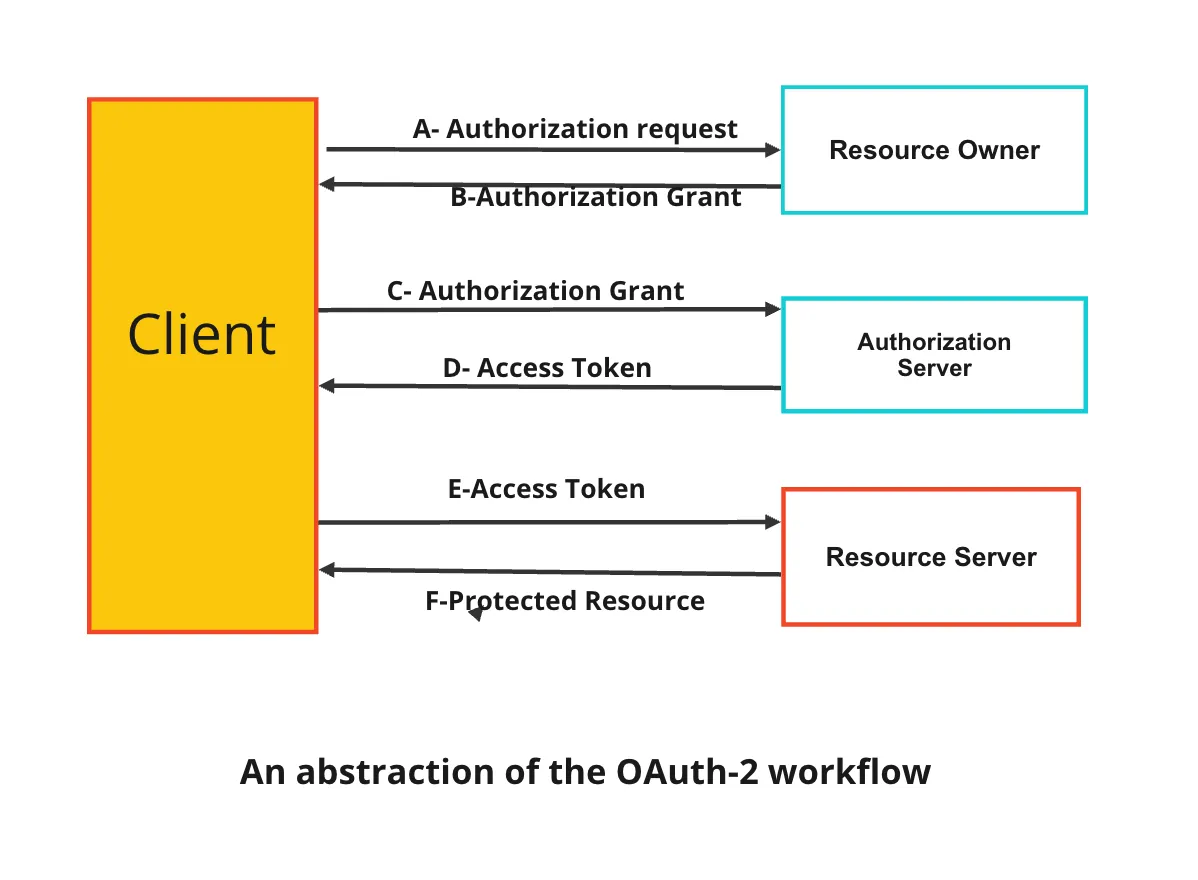 A- Authorization request
Resource Owner
B-Authorization Grant
C- Authorization Grant
Client
Authorization
Server
D- Access Token
E-Access Token
Resource Server
F-Protected Resource
An abstraction of the OAuth-2 workflow